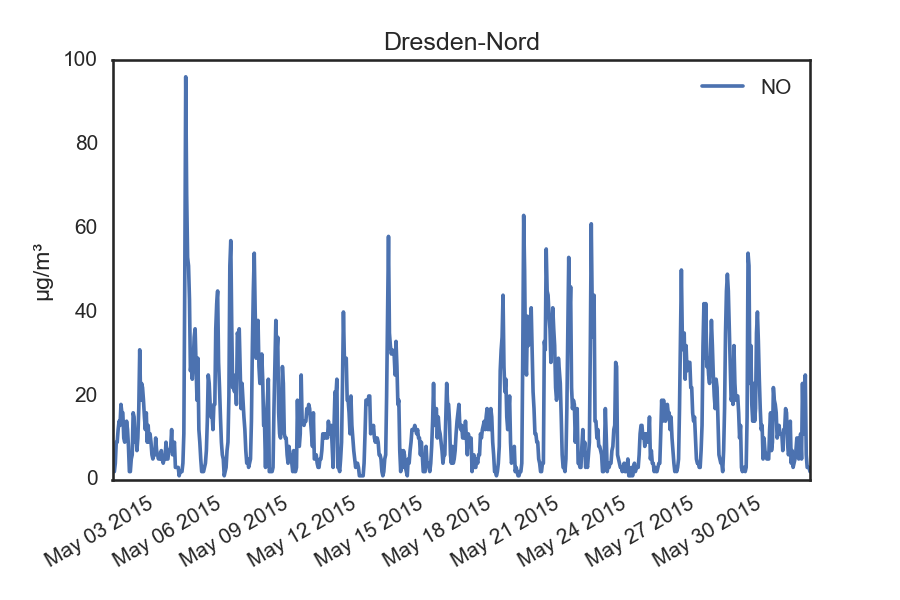 Dresden-Nord
NO
µg/m³
100
80
60
40
20
0
May 03 2015
May 06 2015
May 09 2015
May 12 2015
May 15 2015
May 18 2015
May 21 2015
May 24 2015
May 27 2015
May 30 2015